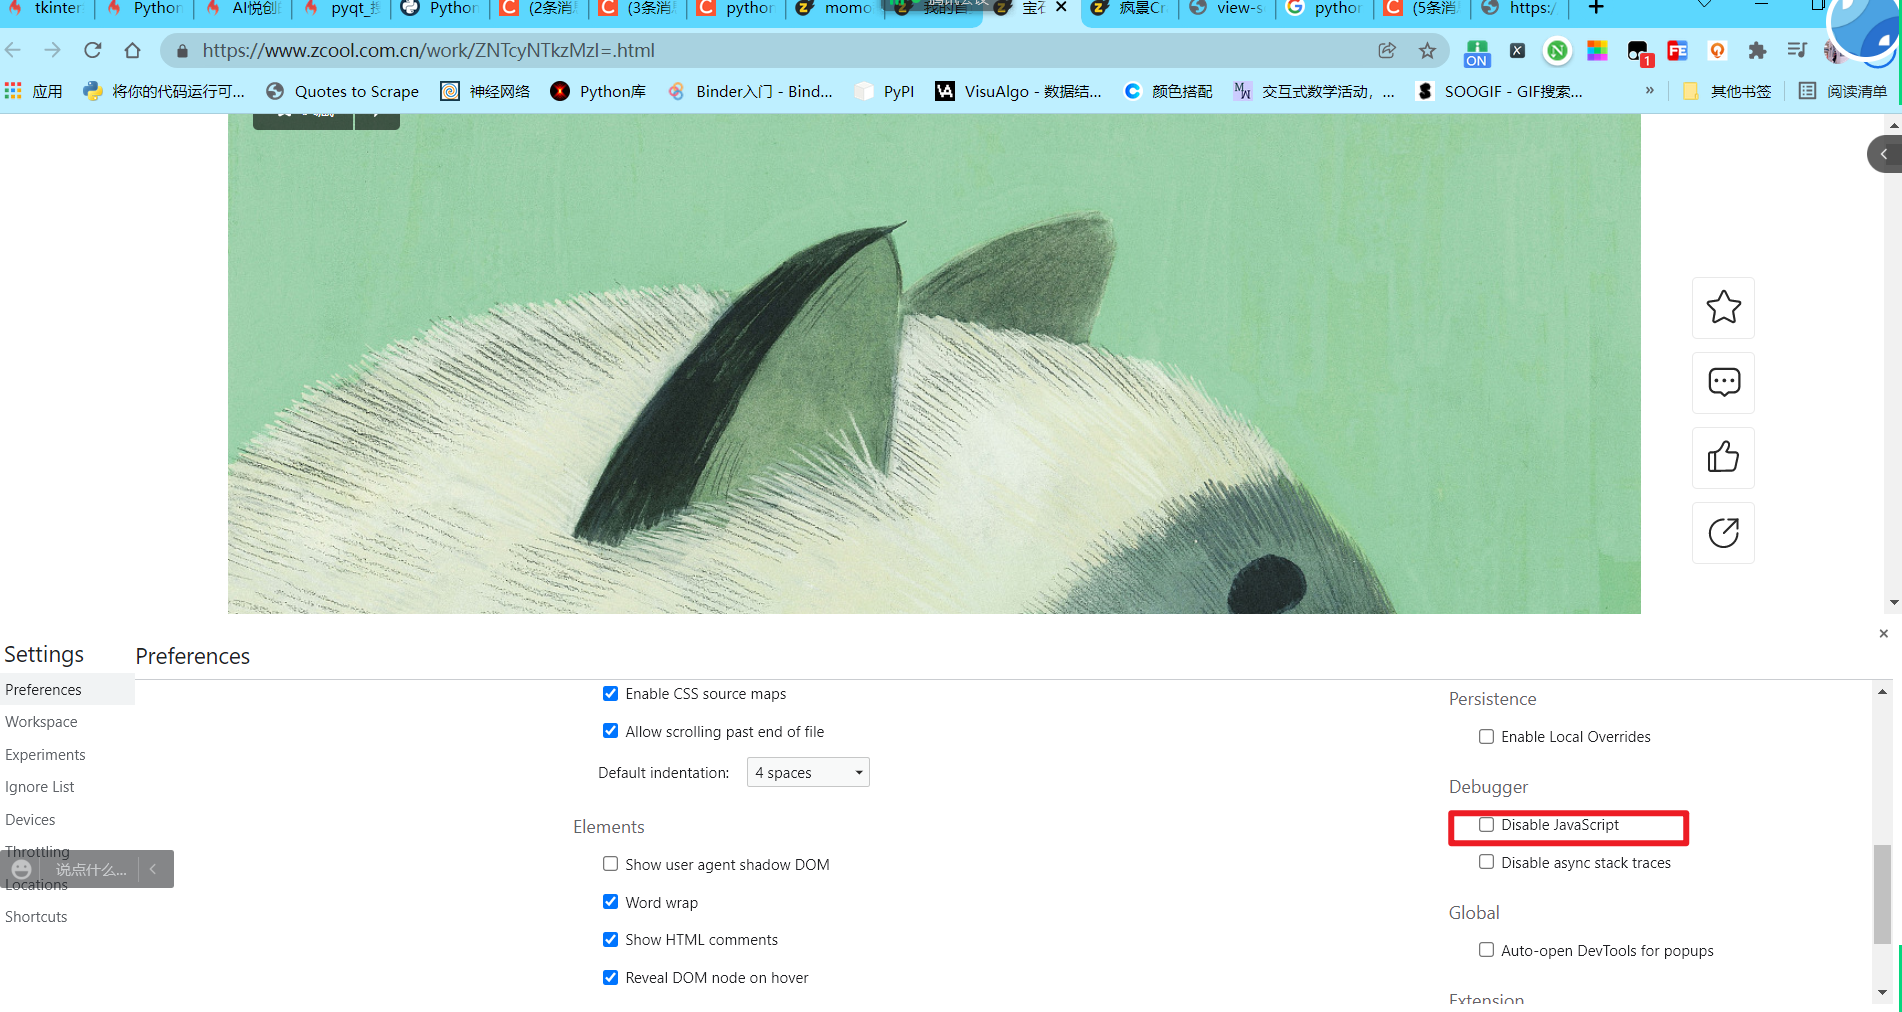 tkinter
Python
AI悦创
pyqt_
Python
(2条消
(3条消
python
momo
我的首
宝石
疯景Cr
view-s
python
(5条消
https:/
https://www.zcool.com.cn/work/ZNTcyNTkzMzI=.html
ON
1
FE
应用
将你的代码运行可...
Quotes to Scrape
神经网络
Python库
Binder入门 - Bind...
PyPI
VisuAlgo - 数据结...
颜色搭配
交互式数学活动，...
SOOGIF - GIF搜索...
»
其他书签
阅读清单
Settings
Preferences
Preferences
Workspace
Experiments
Ignore List
Devices
Throttling
说点什么...
Locations
Shortcuts
Enable CSS source maps
Allow scrolling past end of file
Default indentation: 4 spaces
Elements
Show user agent shadow DOM
Word wrap
Show HTML comments
Reveal DOM node on hover
Persistence
Enable Local Overrides
Debugger
Disable JavaScript
Disable async stack traces
Global
Auto-open DevTools for popups
Extension